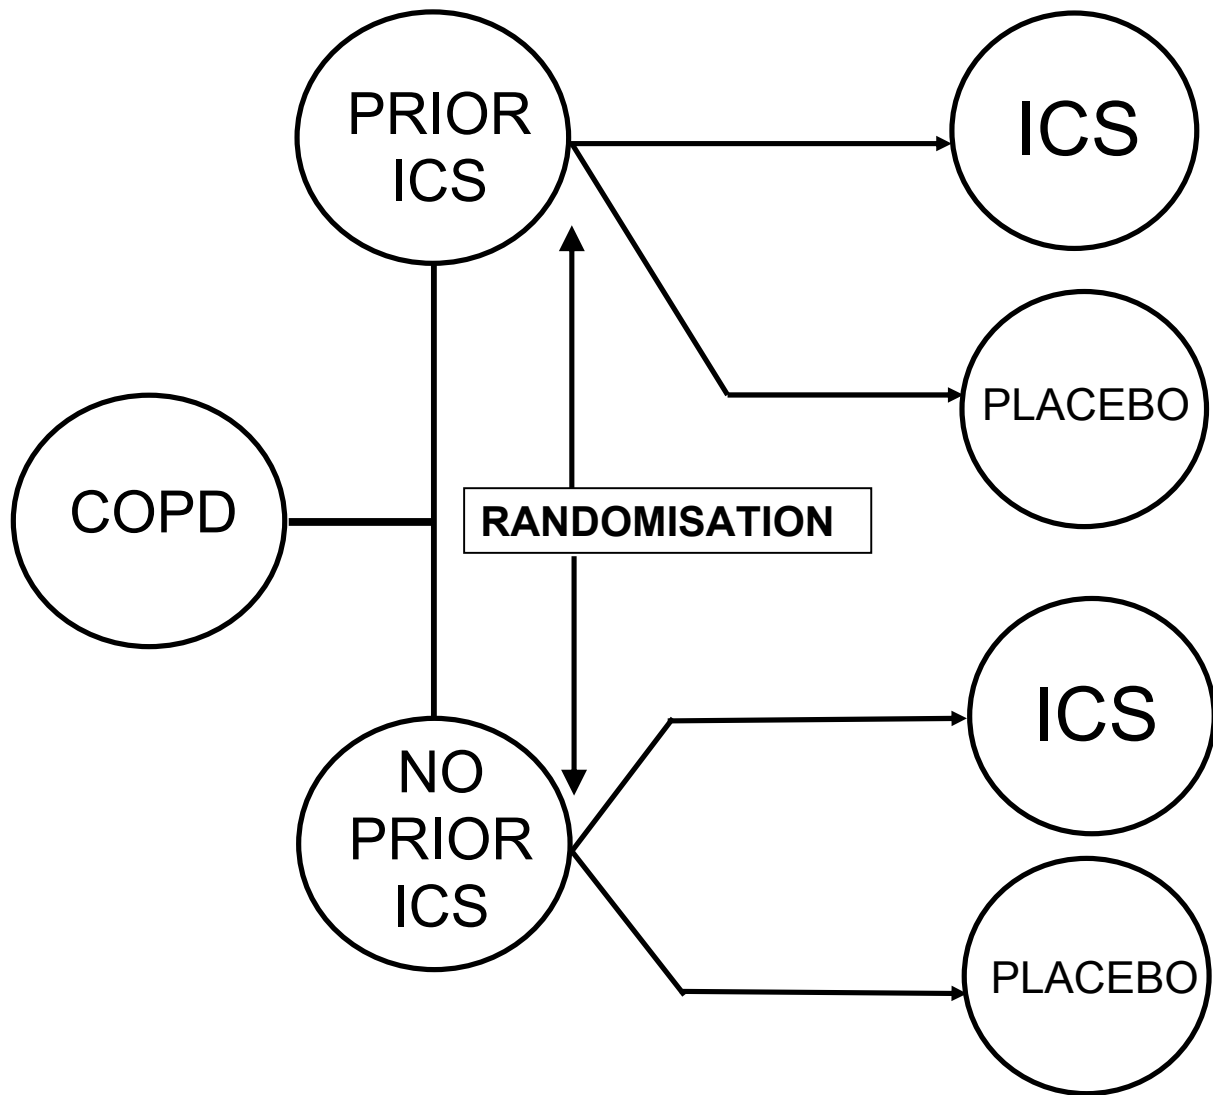 PRIOR
ICS
ICS
PLACEBO
COPD
RANDOMISATION
NO
PRIOR
ICS
ICS
PLACEBO